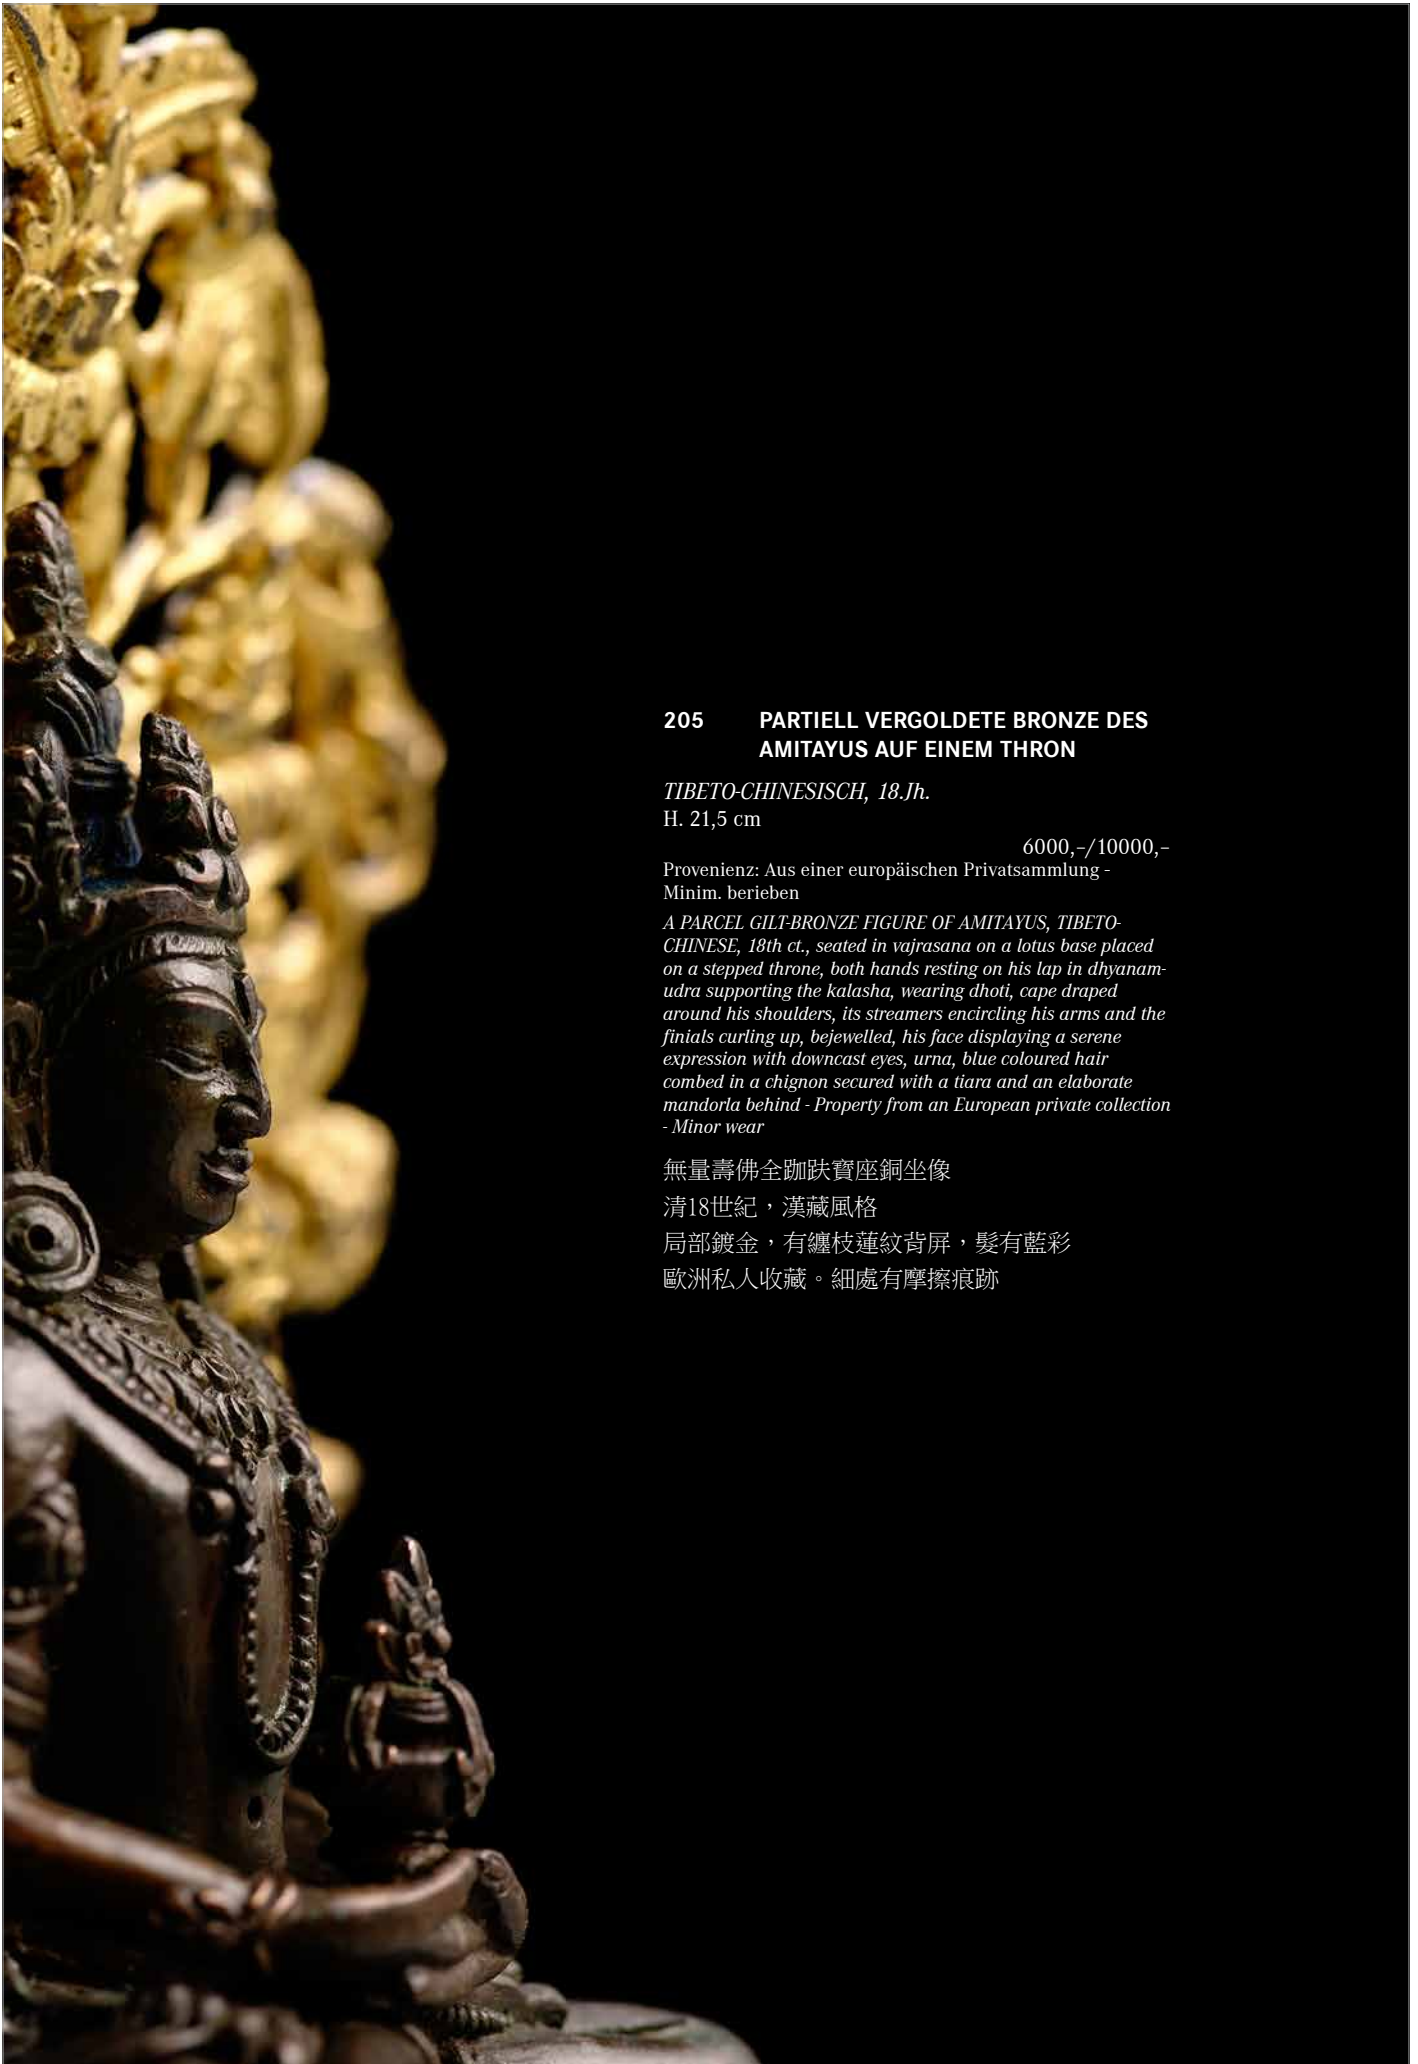 205 PARTIELL VERGOLDETE BRONZE DES
AMITAYUS AUF EINEM THRON
TIBETO-CHINESISCH, 18.Jh.
H. 21,5 cm
6000,–/10000,–
Provenienz: Aus einer europäischen Privatsammlung -
Minim. berieben
A PARCEL GILT-BRONZE FIGURE OF AMITAYUS, TIBETO-
CHINESE, 18th ct., seated in vajrasana on a lotus base placed
on a stepped throne, both hands resting on his lap in dhyanam-
udra supporting the kalasha, wearing dhoti, cape draped
around his shoulders, its streamers encircling his arms and the
finials curling up, bejewelled, his face displaying a serene
expression with downcast eyes, urna, blue coloured hair
combed in a chignon secured with a tiara and an elaborate
mandorla behind - Property from an European private collection
- Minor wear
無量壽佛全跏趺寶座銅坐像
清18世紀，漢藏風格
局部鍍金，有纏枝蓮紋背屏，髮有藍彩
歐洲私人收藏。細處有摩擦痕跡